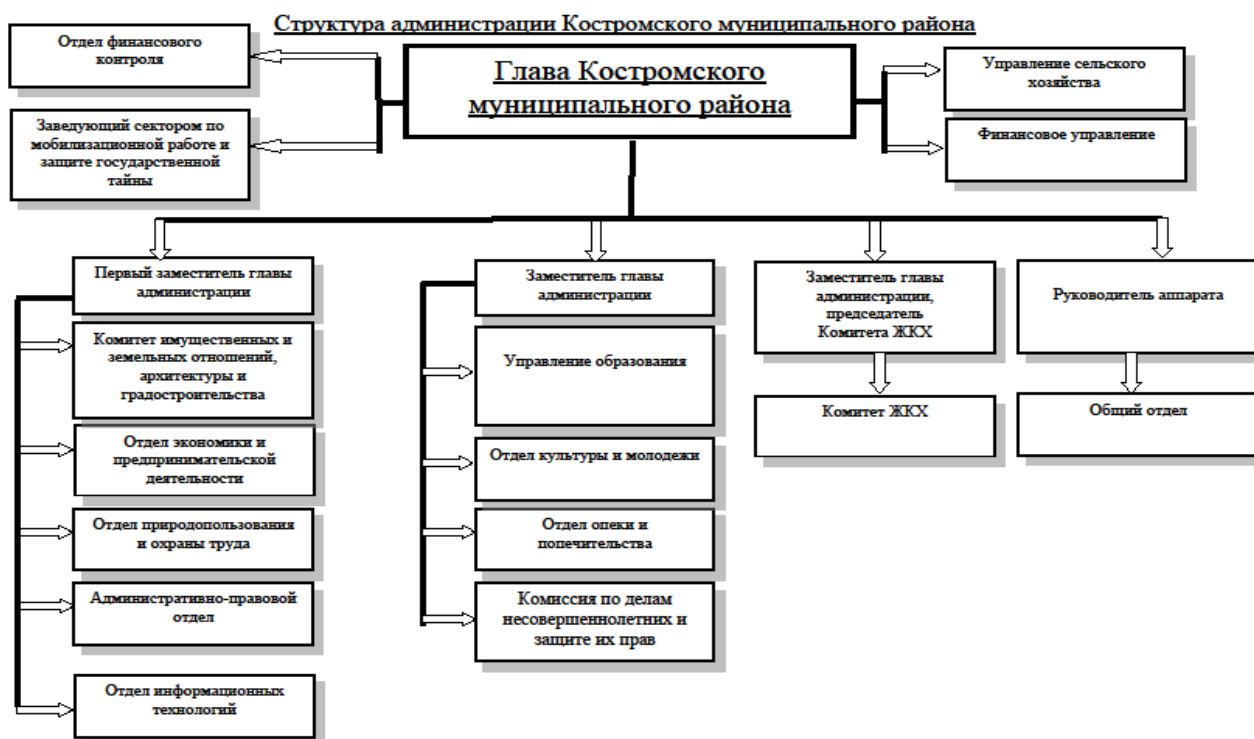 Структура администрации Костромского муниципального района
Отдел финансового
контроля
Глава Костромского
муниципального района
Управление сельского
хозяйства
Заведующий сектором по
мобилизационной работе и
защите государственной
тайны
Финансовое управление
Первый заместитель главы
администрации
Комитет имущественных и
земельных отношений,
архитектуры и
градостроительства
Отдел экономики и
предпринимательской
деятельности
Отдел природопользования
и охраны труда
Административно-правовой
отдел
Отдел информационных
технологий
Заместитель главы
администрации
Управление образования
Отдел культуры и молодежи
Отдел опеки и
попечительства
Комиссия по делам
несовершеннолетних и
защите их прав
Заместитель главы
администрации,
председатель
Комитета ЖКХ
Комитет ЖКХ
Руководитель аппарата
Общий отдел